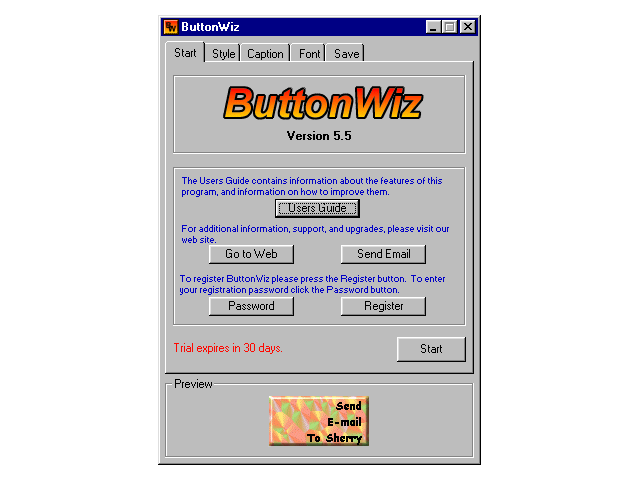 ButtonWiz
Start Style Caption Font Save
ButtonWiz
Version 5.5
The Users Guide contains information about the features of this
program, and information on how to improve them.
Users Guide
For additional information, support, and upgrades, please visit our
web site.
Go to Web Send Email
To register ButtonWiz please press the Register button. To enter
your registration password click the Password button.
Password Register
Trial expires in 30 days.
Start
Preview
Send
E-mail
To Sherry